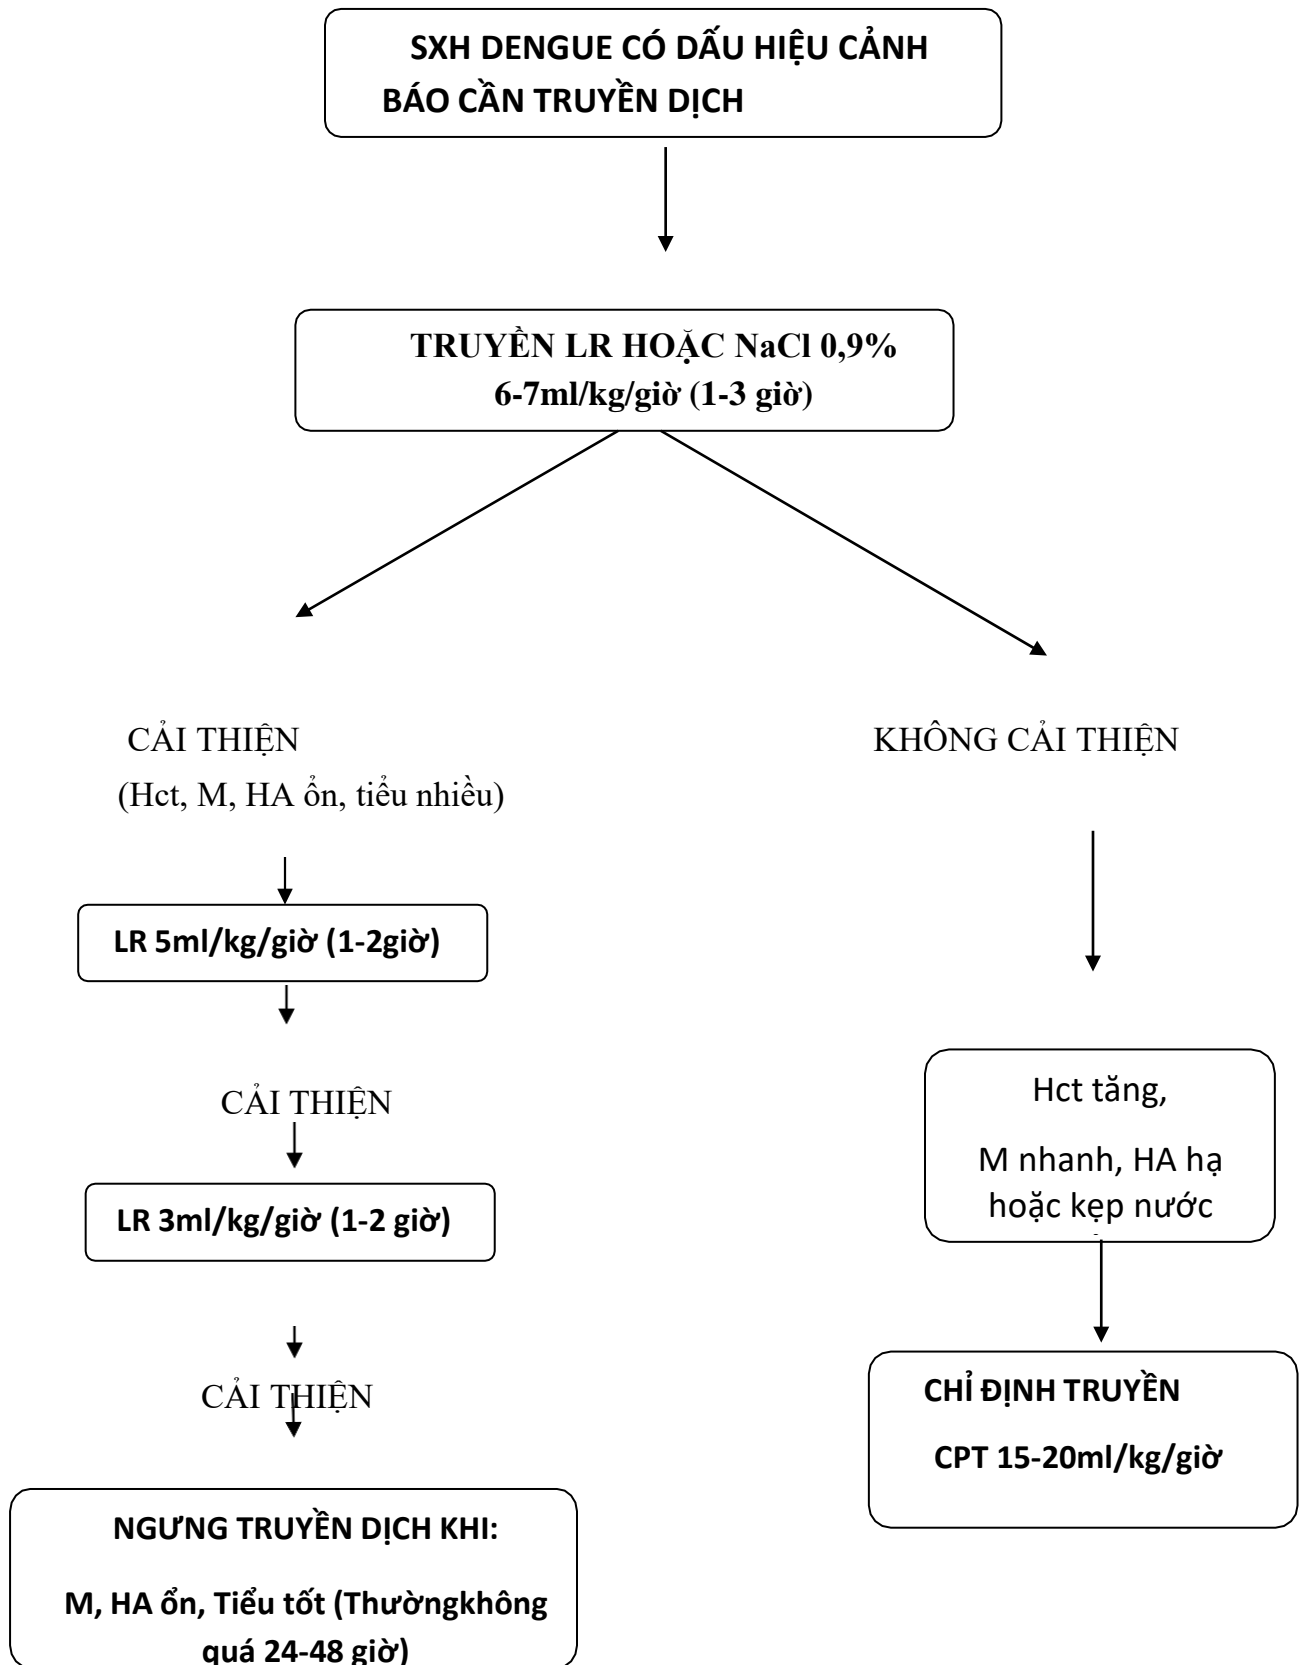 SXH DENGUE CÓ DẤU HIỆU CẢNH
BÁO CẦN TRUYỀN DỊCH
TRUYỀN LR HOẶC NaCl 0,9%
6-7ml/kg/giờ (1-3 giờ)
CẢI THIỆN
(Hct, M, HA ổn, tiểu nhiều)
LR 5ml/kg/giờ (1-2giờ)
CẢI THIỆN
LR 3ml/kg/giờ (1-2 giờ)
CẢI THIỆN
NGƯNG TRUYỀN DỊCH KHI:
M, HA ổn, Tiểu tốt (Thườngkhông
quá 24-48 giờ)
KHÔNG CẢI THIỆN
Hct tăng,
M nhanh, HA hạ
hoặc kẹp nước
CHỈ ĐỊNH TRUYỀN
CPT 15-20ml/kg/giờ